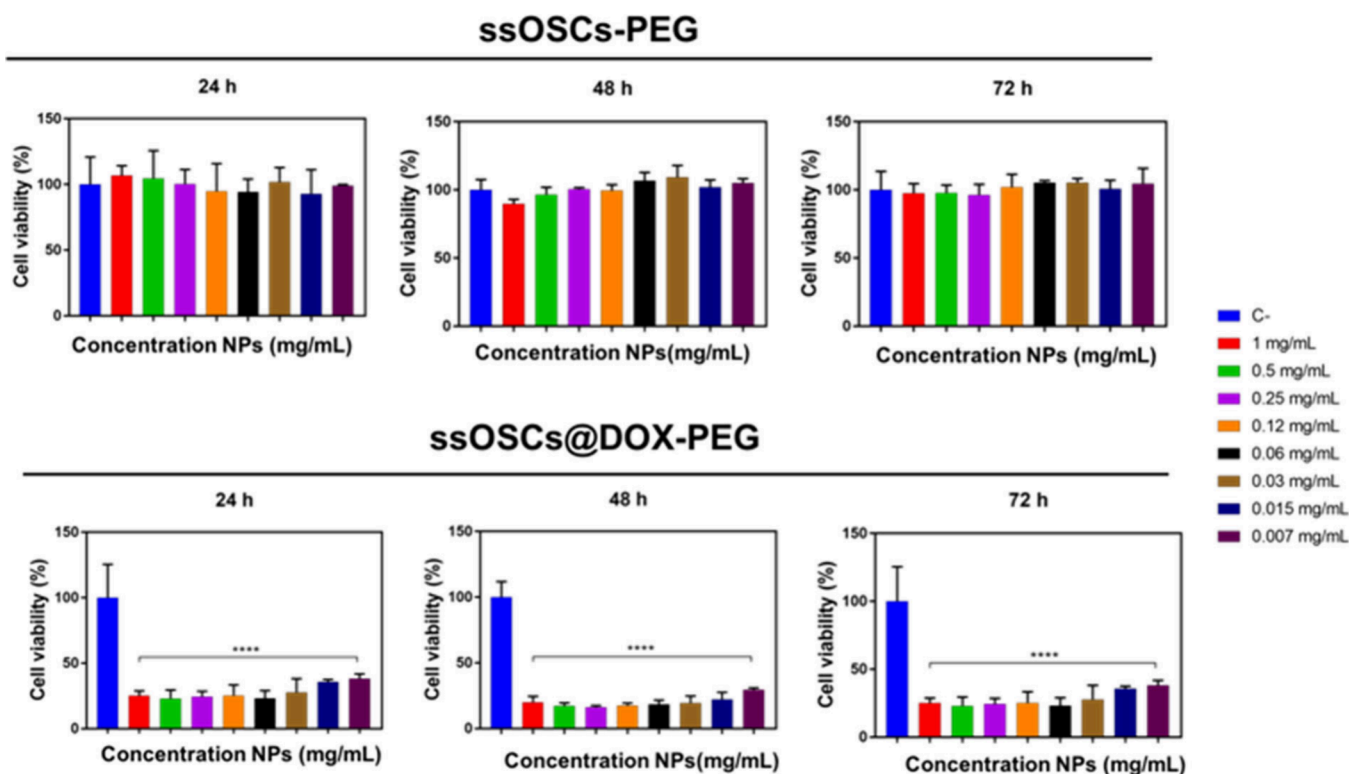 ssOSCs-PEG
24 h
48 h
72 h
Cell viability (%)
150
100
50
0
Concentration NPs (mg/mL)
Cell viability (%)
150
100
50
0
Concentration NPs(mg/mL)
Cell viability (%)
150
100
50
0
Concentration NPs (mg/mL)
C-
1 mg/mL
0.5 mg/mL
0.25 mg/mL
0.12 mg/mL
0.06 mg/mL
0.03 mg/mL
0.015 mg/mL
0.007 mg/mL
ssOSCs@DOX-PEG
24 h
48 h
72 h
Cell viability (%)
150
100
50
0
****
Concentration NPs (mg/mL)
Cell viability (%)
150
100
50
0
****
Concentration NPs(mg/mL)
Cell viability (%)
150
100
50
0
****
Concentration NPs (mg/mL)